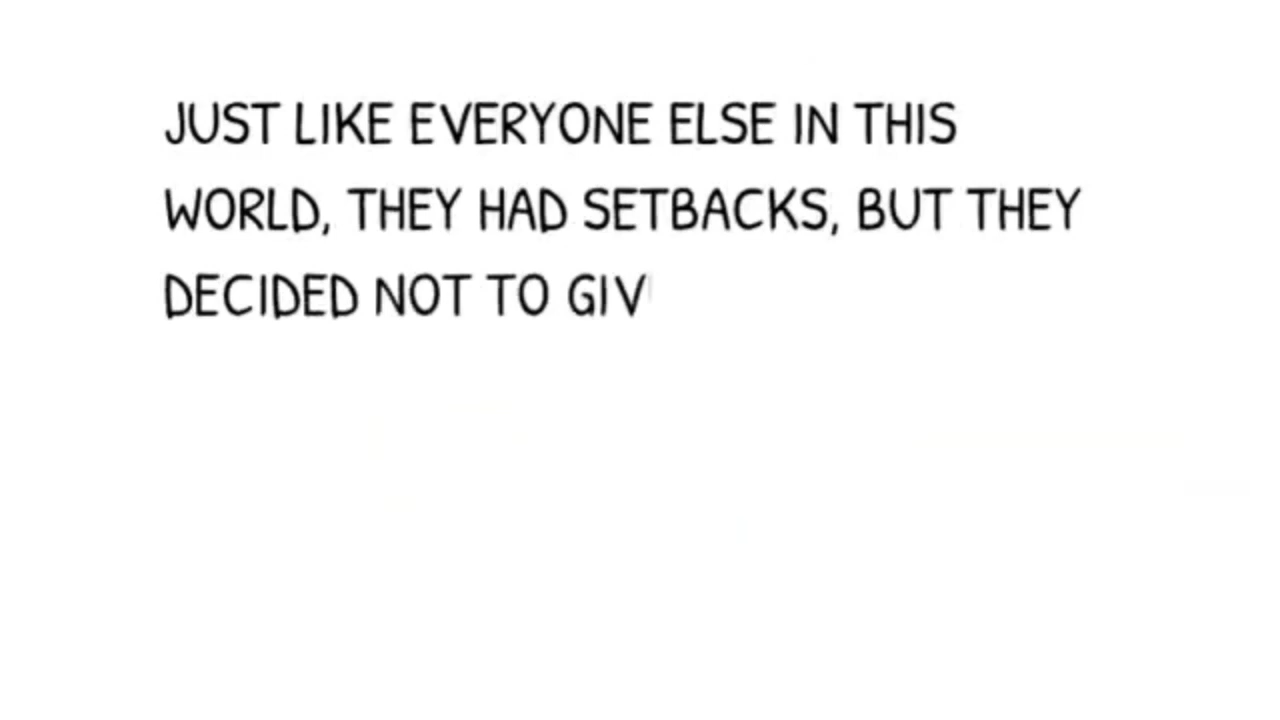 JUST LIKE EVERYONE ELSE IN THIS
WORLD, THEY HAD SETBACKS, BUT THEY
DECIDED NOT TO GIV